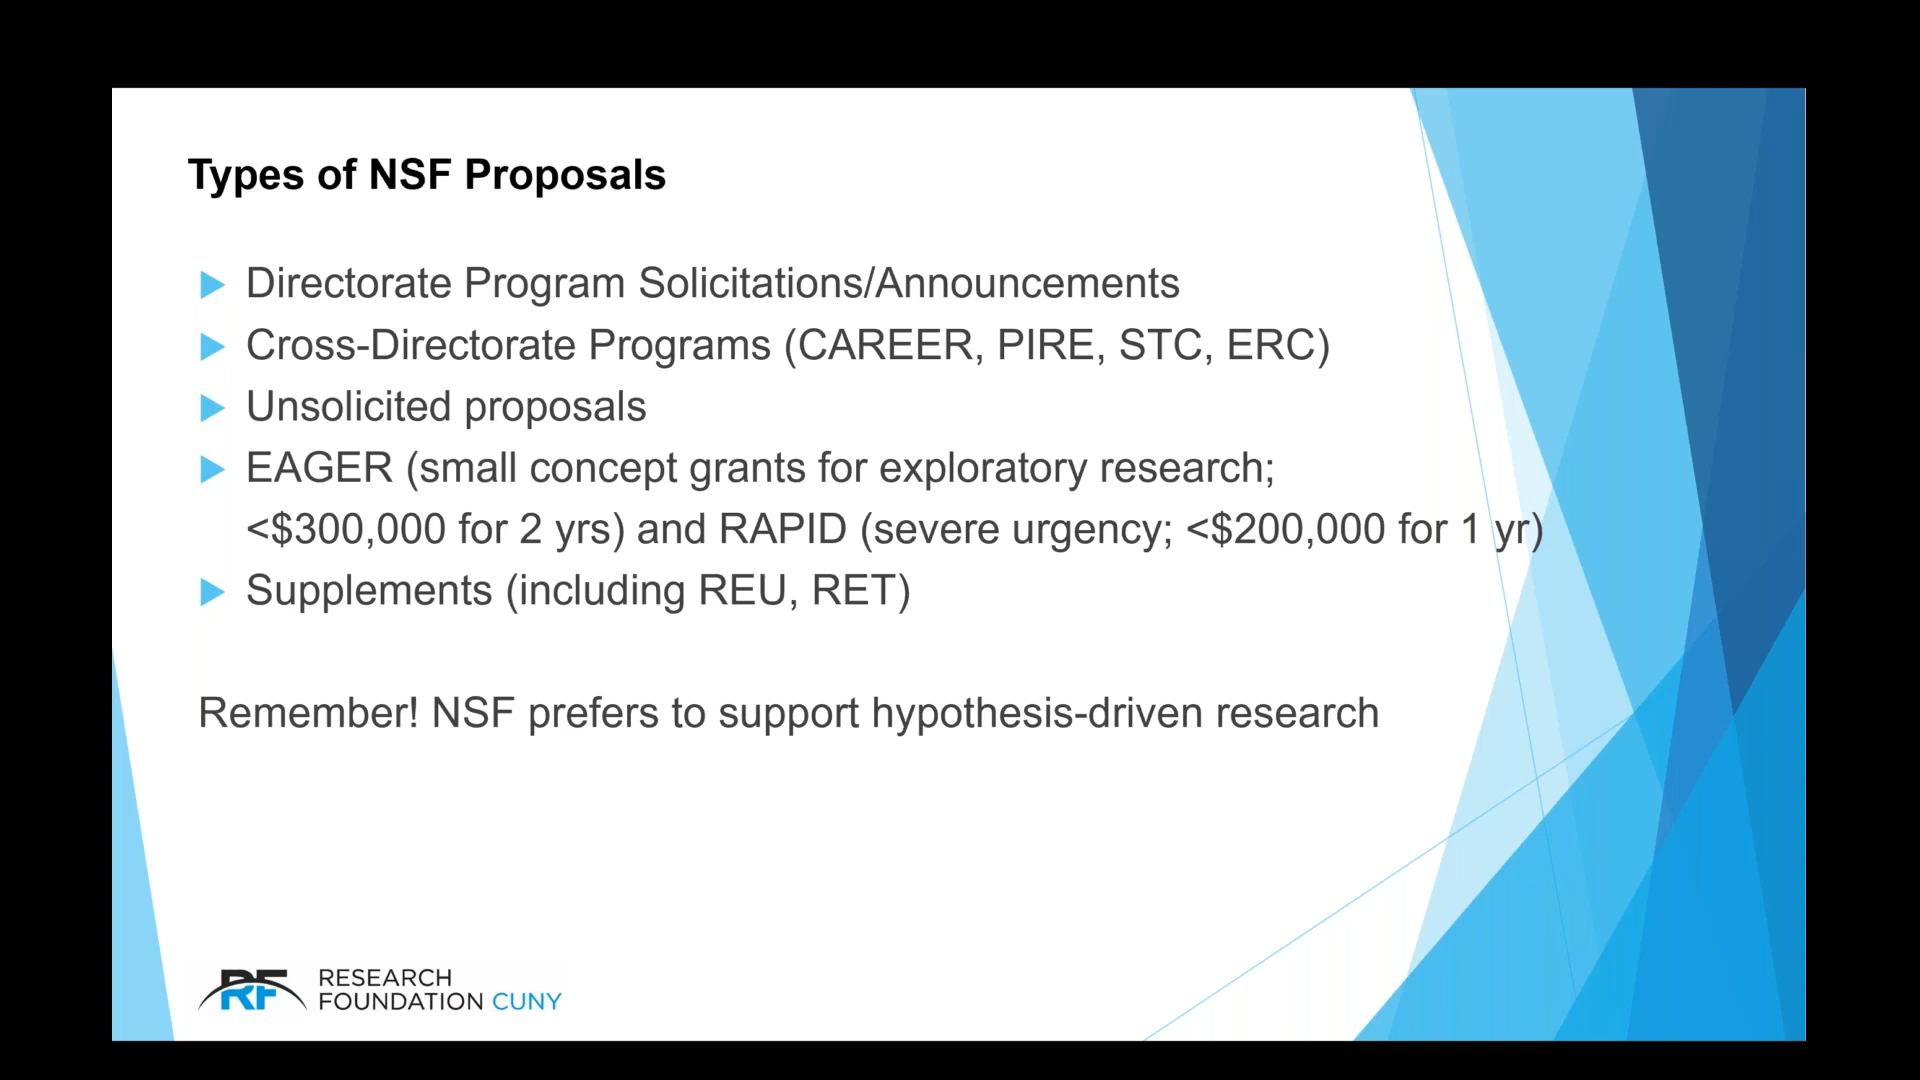 Types of NSF Proposals
Directorate Program Solicitations/Announcements
Cross-Directorate Programs (CAREER, PIRE, STC, ERC)
Unsolicited proposals
EAGER (small concept grants for exploratory research;
<$300,000 for 2 yrs) and RAPID (severe urgency; <$200,000 for 1 yr)
Supplements (including REU, RET)
Remember! NSF prefers to support hypothesis-driven research
RF
RESEARCH
FOUNDATION CUNY